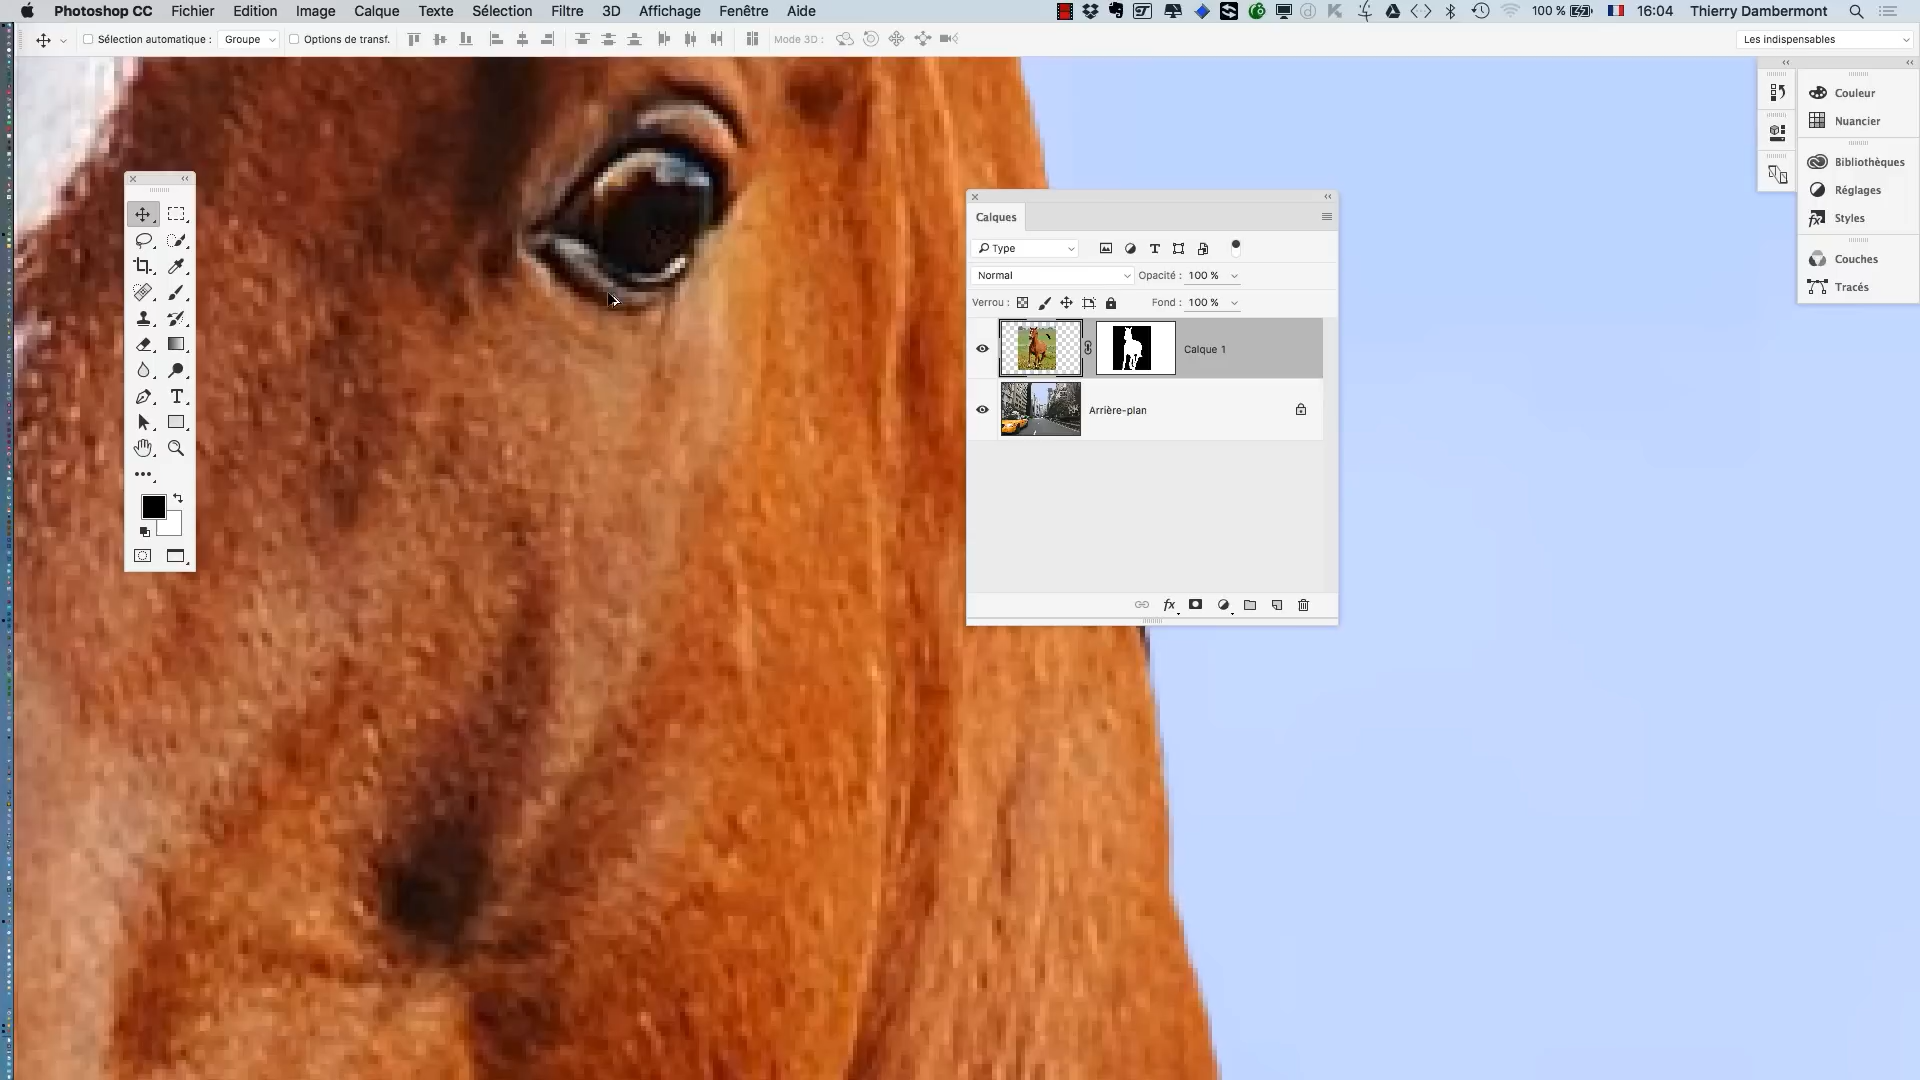 Photoshop CC Fichier Edition Image Calque Texte Sélection Filtre 3D Affichage Fenêtre Aide 100 % 16:04 Thierry Dambermont
Sélection automatique : Groupe Options de transf. Mode 3D : Les indispensables
Couleur
Nuancier
Bibliothèques
Réglages
Styles
Couches
Tracés
Calques
Type
Normal Opacité : 100 %
Verrou : Fond : 100 %
Calque 1
Arrière-plan
fx